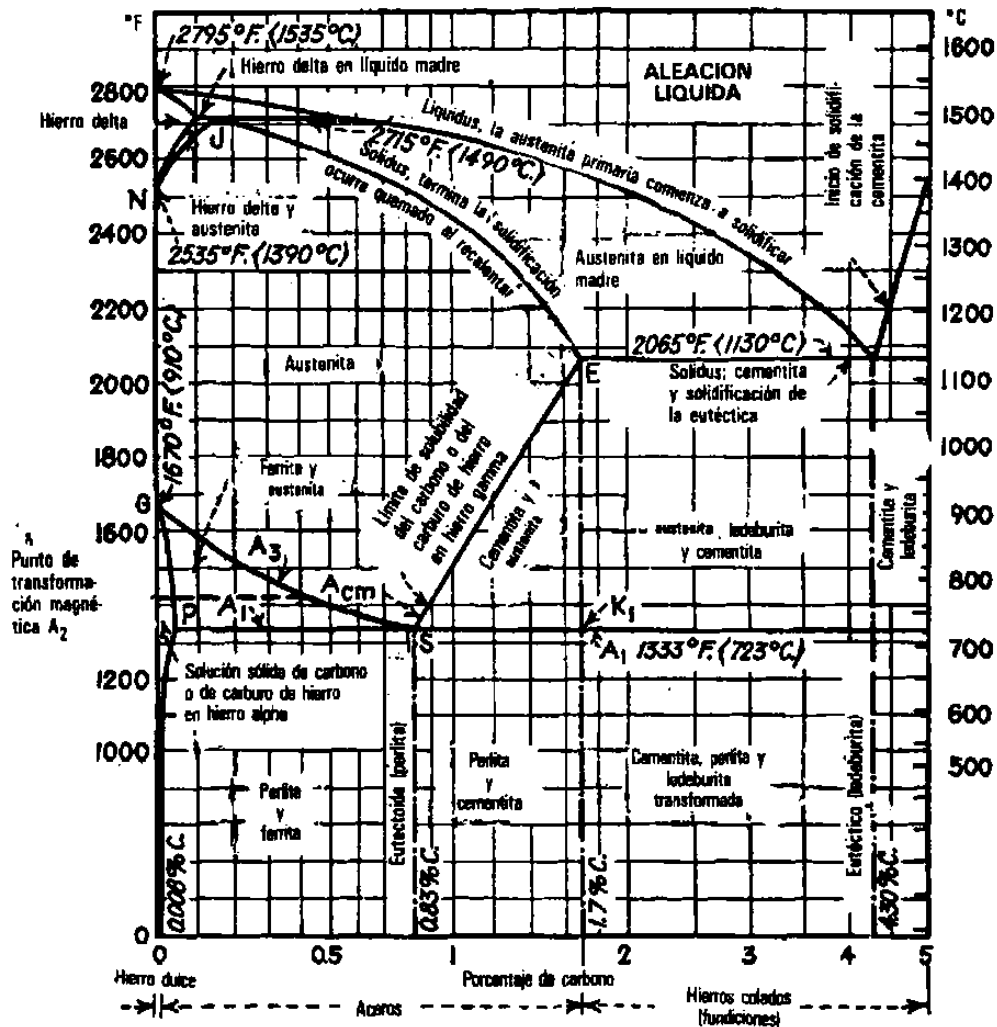 °F
2795°F. (1535°C.)
Hierro delta en líquido madre
ALEACION
LIQUIDA
°C
1600
2800
Hierro delta
2600
N
2400
2200
2000
1800
G
1600
1200
1000
0
1500
1400
1300
1200
1100
1000
900
800
700
600
500
J
2715°F. (1490°C.)
Liquidus, la austenita primaria comienza a solidificar
Solidus, termina la solidificación
ocurre quemado al recalentar
Inicio de solidifi-
cación de la
cementita
Hierro delta y
austenita
2535°F. (1390°C)
Austenita en líquido
madre
2065°F. (1130°C)
E
Solidus; cementita
y solidificación de
la eutéctica
Austenita
1670°F. (910°C.)
Límite de solubilidad
del carbono o del
carburo de hierro
en hierro gamma
Ferrita y
austenita
Cementita y
austenita
austenita, ledeburita
y cementita
Cementita y
ledeburita
Punto de
transforma-
ción magné-
tica A2
A3
Acm
P
A1
S
K1
A1 1333°F. (723°C.)
Solución sólida de carbono
o de carburo de hierro
en hierro alpha
Perlita
y
ferrita
Eutectoide (perlita)
Perlita
y
cementita
Cementita, perlita y
ledeburita
transformada
Eutéctico (ledeburita)
0.008% C.
0.83% C.
1.7% C.
4.30% C.
0 0.5 1 2 3 4 5
Hierro dulce
Porcentaje de carbono
Aceros
Hierros colados
(fundiciones)